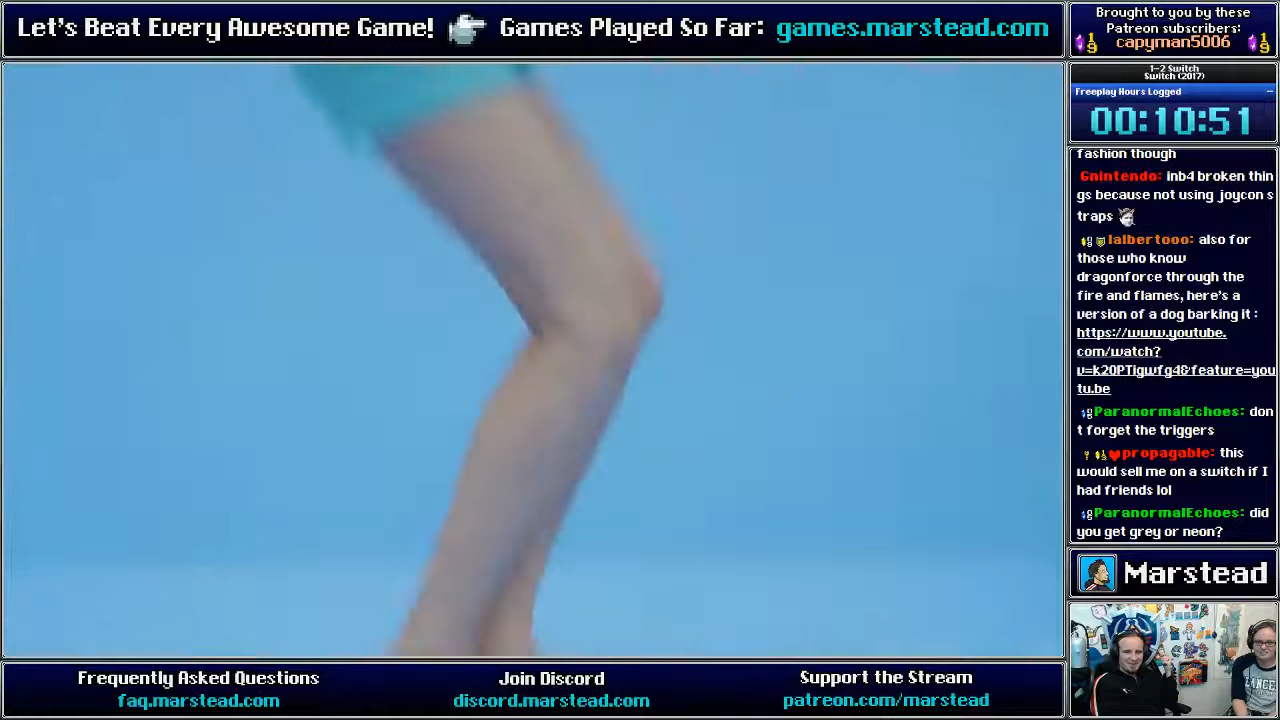 Let's Beat Every Awesome Game! Games Played So Far: games.marstead.com
Brought to you by these
Patreon subscribers:
capyman5006
1-2 Switch
Switch (2017)
Freeplay Hours Logged –
00:10:51
fashion though
Gnintendo: inb4 broken thin
gs because not using joycon s
traps
lalbertooo: also for
those who know
dragonforce through the
fire and flames, here's a
version of a dog barking it :
https://www.youtube.
com/watch?
v=k2OPTigwfg4&feature=you
tu.be
ParanormalEchoes: don
t forget the triggers
propagable: this
would sell me on a switch if I
had friends lol
ParanormalEchoes: did
you get grey or neon?
Marstead
LANCE
Frequently Asked Questions
faq.marstead.com
Join Discord
discord.marstead.com
Support the Stream
patreon.com/marstead